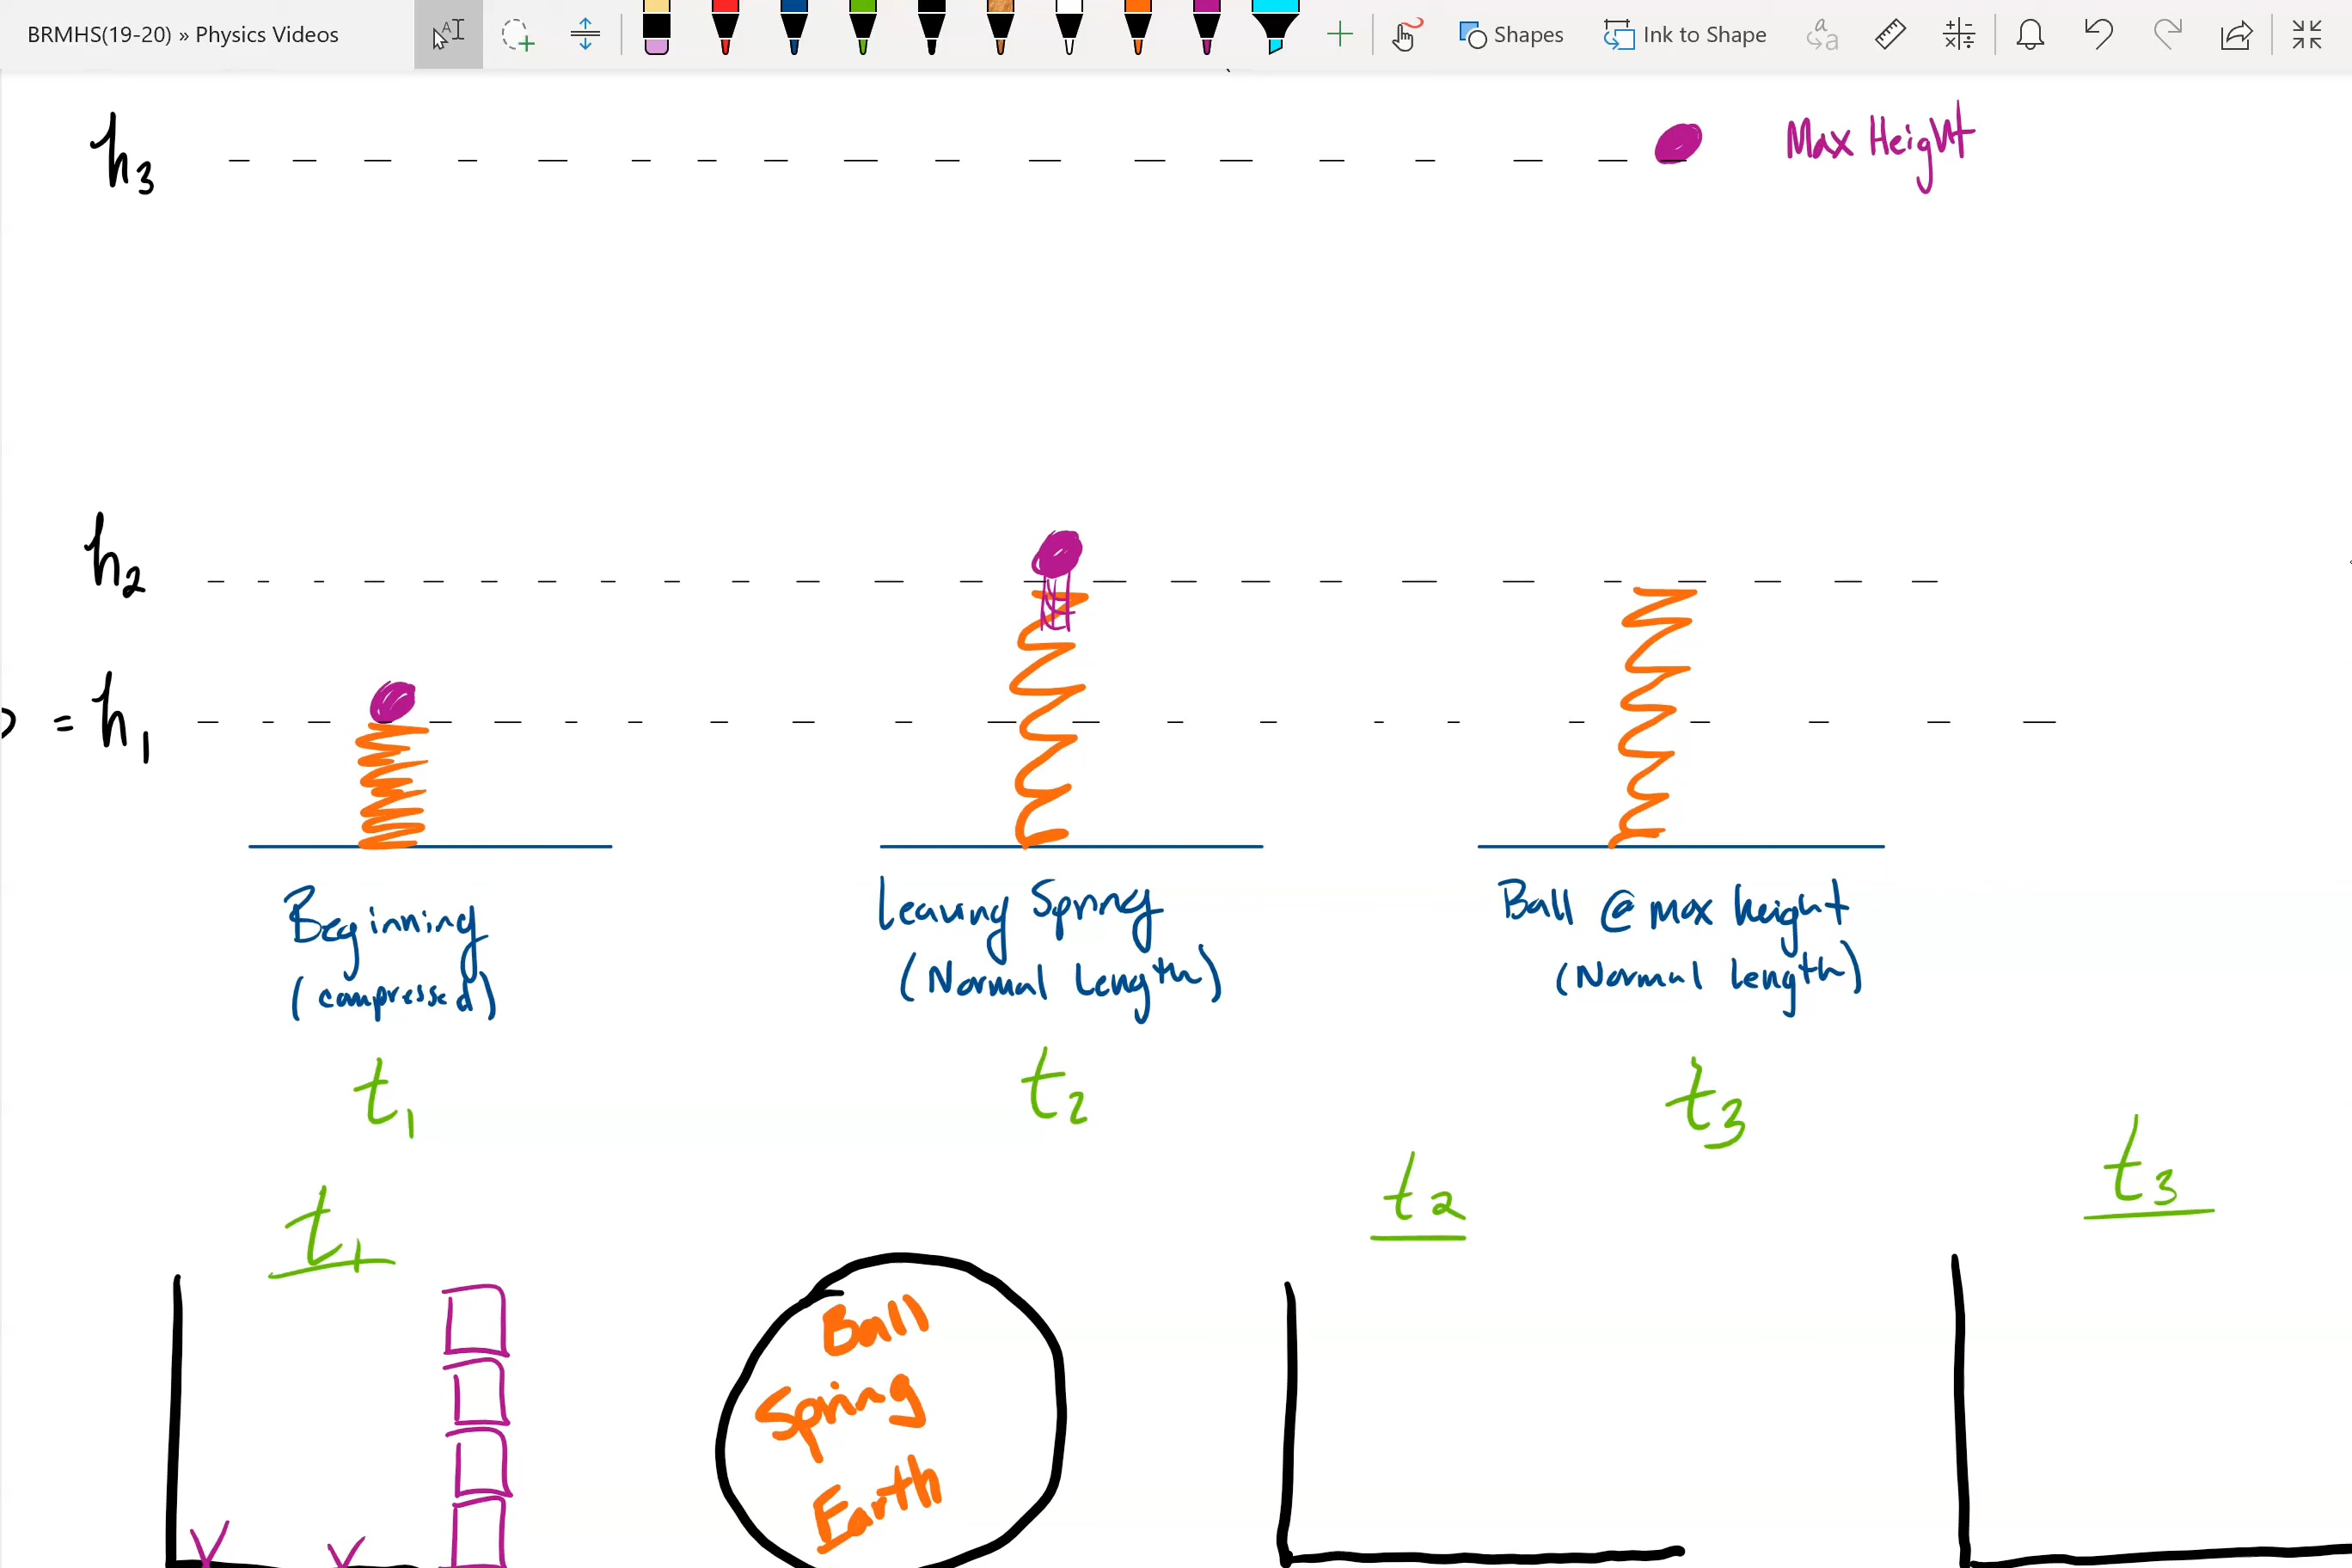 BRMHS(19-20) » Physics Videos
Shapes
Ink to Shape
h3
Max Height
h2
= h1
Beginning
(compressed)
Leaving Spring
(Normal Length)
Ball @ max height
(Normal Length)
t1
t2
t3
t1
t2
t3
Ball
Spring
Earth